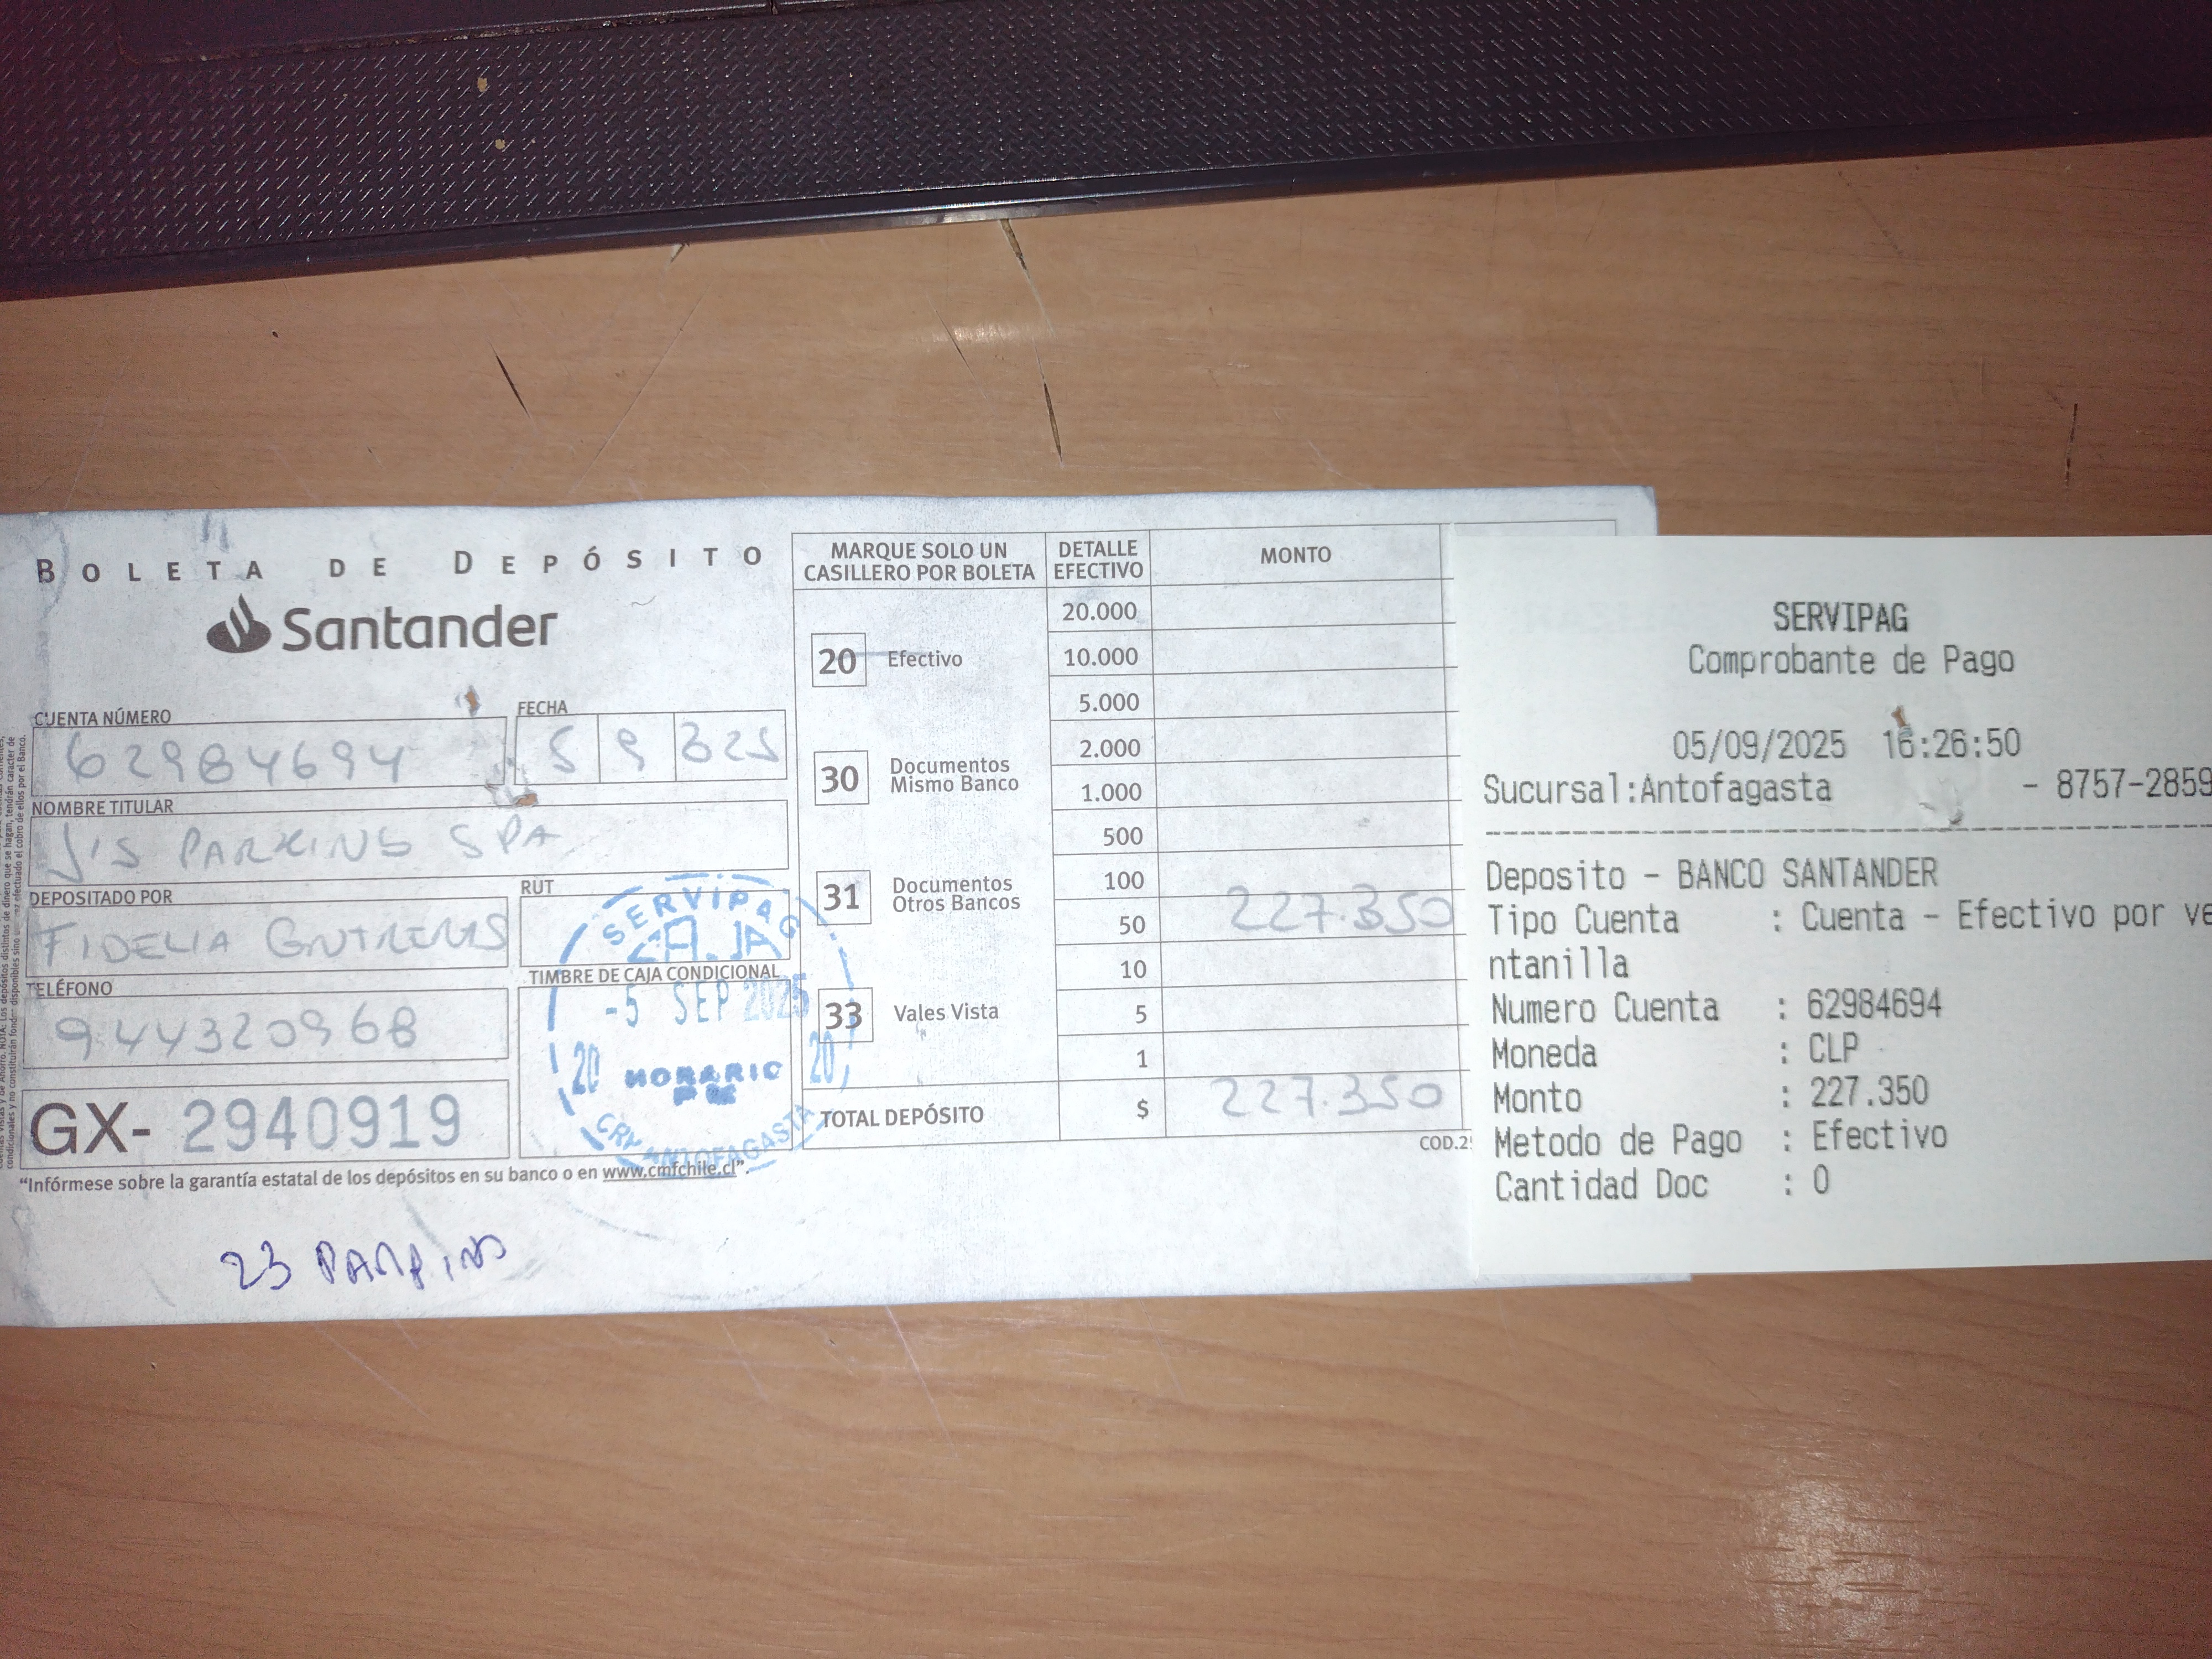 BOLETA DE DEPÓSITO
Santander
CUENTA NÚMERO
62984694
FECHA
5 9 325
NOMBRE TITULAR
J'S PARKING SPA
DEPOSITADO POR
FIDELIA
RUT
TELÉFONO
944320968
TIMBRE DE CAJA CONDICIONAL
GX- 2940919
"Infórmese sobre la garantía estatal de los depósitos en su banco o en www.cmfchile.cl".
SERVIPAG
CAJA
-5 SEP 2025
20 HORARIO 20
ANTOFAGASTA
23 PAMPINO
MARQUE SOLO UN
CASILLERO POR BOLETA
20 Efectivo
30 Documentos
Mismo Banco
31 Documentos
Otros Bancos
33 Vales Vista
DETALLE
EFECTIVO
MONTO
20.000
10.000
5.000
2.000
1.000
500
100
50 227.350
10
5
1
TOTAL DEPÓSITO $ 227.350
COD.2
SERVIPAG
Comprobante de Pago
05/09/2025 16:26:50
Sucursal:Antofagasta - 8757-2859
Deposito - BANCO SANTANDER
Tipo Cuenta : Cuenta - Efectivo por ve
ntanilla
Numero Cuenta : 62984694
Moneda : CLP
Monto : 227.350
Metodo de Pago : Efectivo
Cantidad Doc : 0